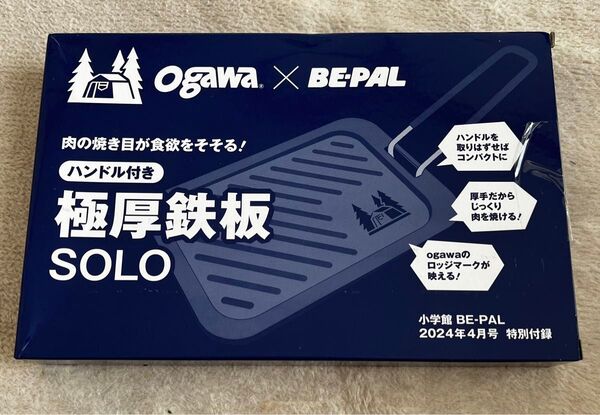 ogawa® × BE-PAL
肉の焼き目が食欲をそそる!
ハンドル付き
極厚鉄板
SOLO
ハンドルを
取りはずせば
コンパクトに
厚手だから
じっくり
肉を焼ける!
ogawaの
ロッジマークが
映える!
小学館 BE-PAL
2024年4月号 特別付録